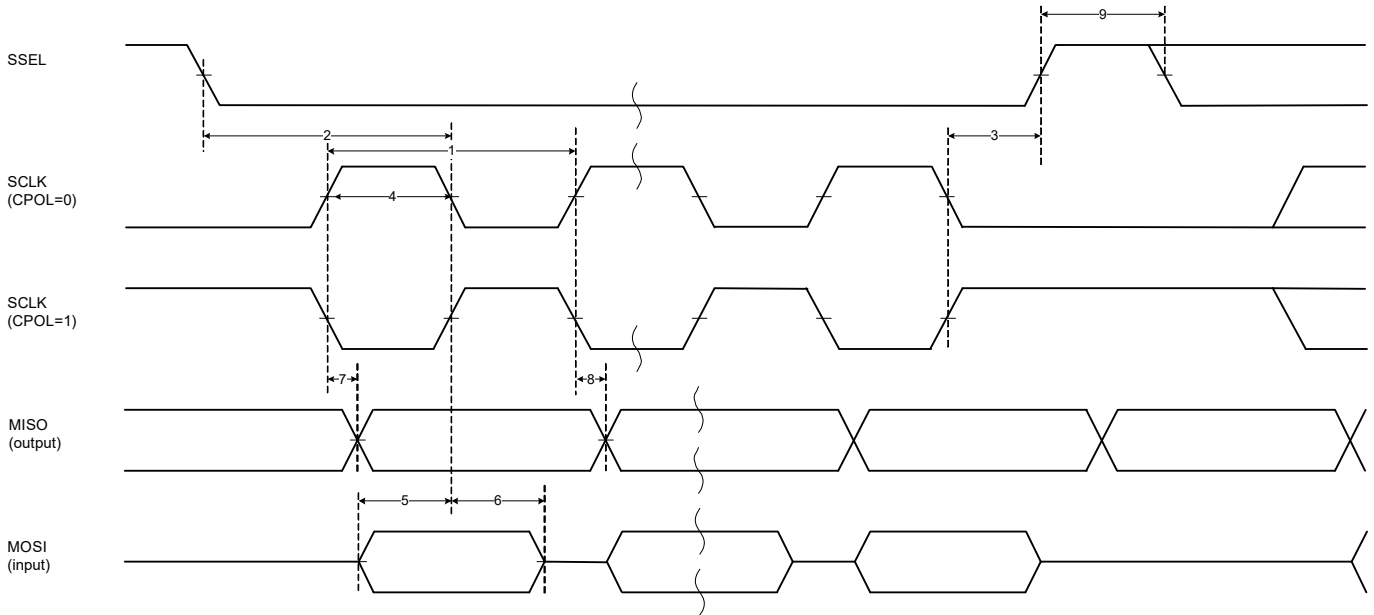 9
SSEL
2
3
1
SCLK
(CPOL=0)
4
SCLK
(CPOL=1)
7
8
MISO
(output)
5
6
MOSI
(input)